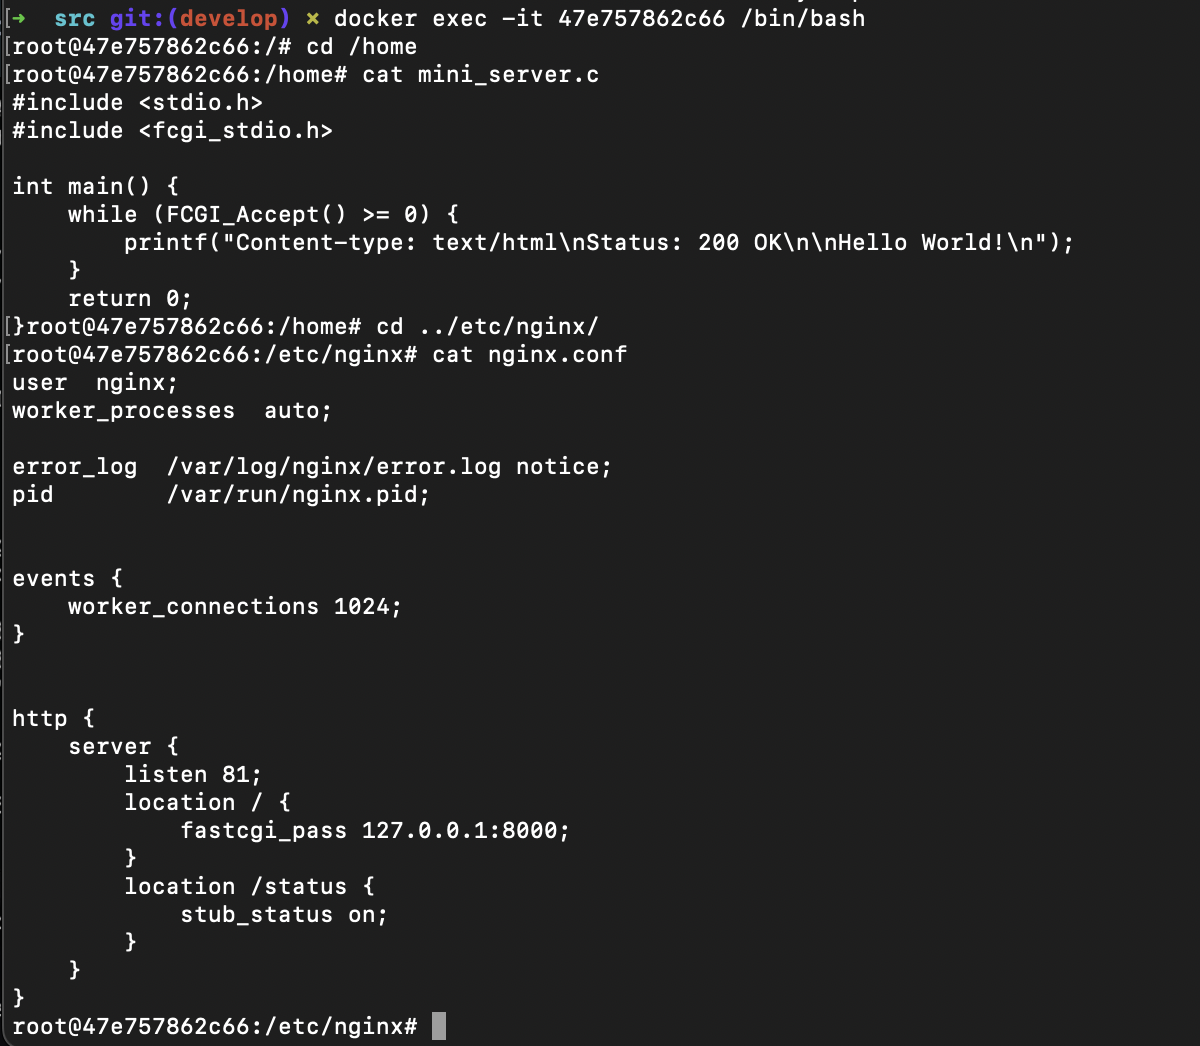 ➜  src git:(develop) ✗ docker exec -it 47e757862c66 /bin/bash
[root@47e757862c66:/# cd /home
[root@47e757862c66:/home# cat mini_server.c
#include <stdio.h>
#include <fcgi_stdio.h>

int main() {
    while (FCGI_Accept() >= 0) {
        printf("Content-type: text/html\nStatus: 200 OK\n\nHello World!\n");
    }
    return 0;
[}root@47e757862c66:/home# cd ../etc/nginx/
[root@47e757862c66:/etc/nginx# cat nginx.conf
user  nginx;
worker_processes  auto;

error_log  /var/log/nginx/error.log notice;
pid        /var/run/nginx.pid;


events {
    worker_connections 1024;
}


http {
    server {
        listen 81;
        location / {
            fastcgi_pass 127.0.0.1:8000;
        }
        location /status {
            stub_status on;
        }
    }
}
root@47e757862c66:/etc/nginx#